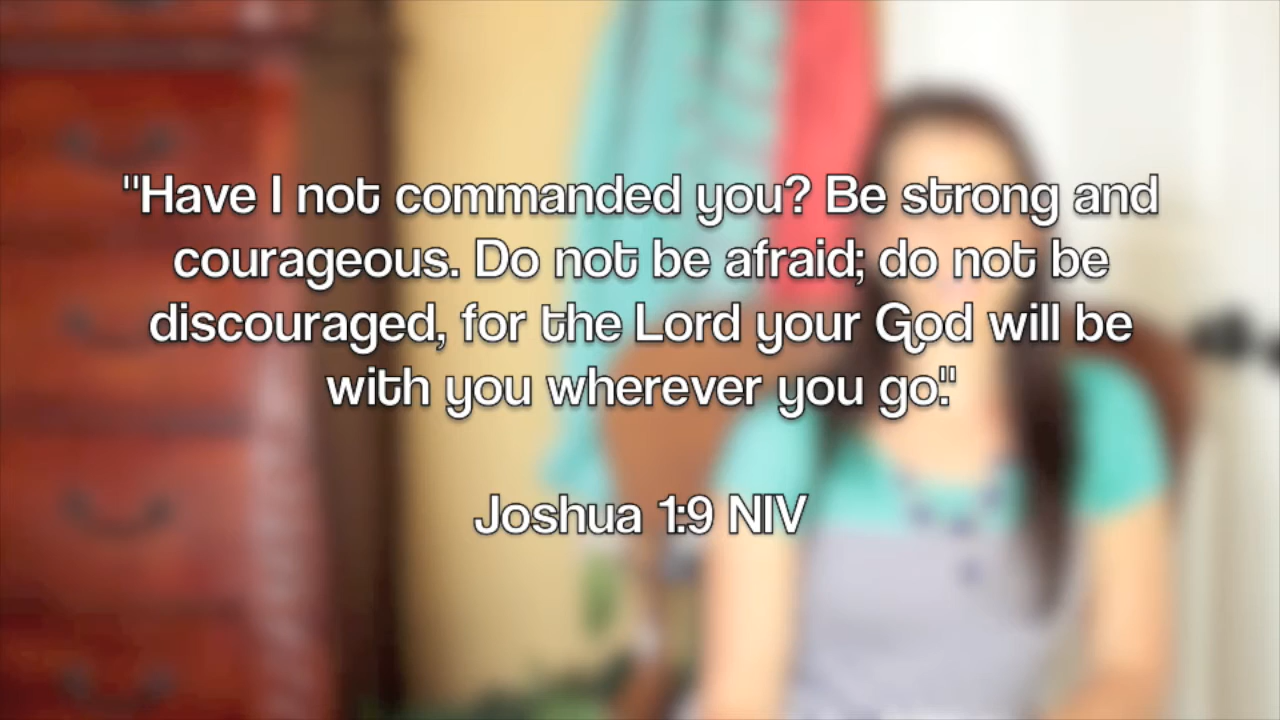 "Have I not commanded you? Be strong and
courageous. Do not be afraid; do not be
discouraged, for the Lord your God will be
with you wherever you go."
Joshua 1:9 NIV